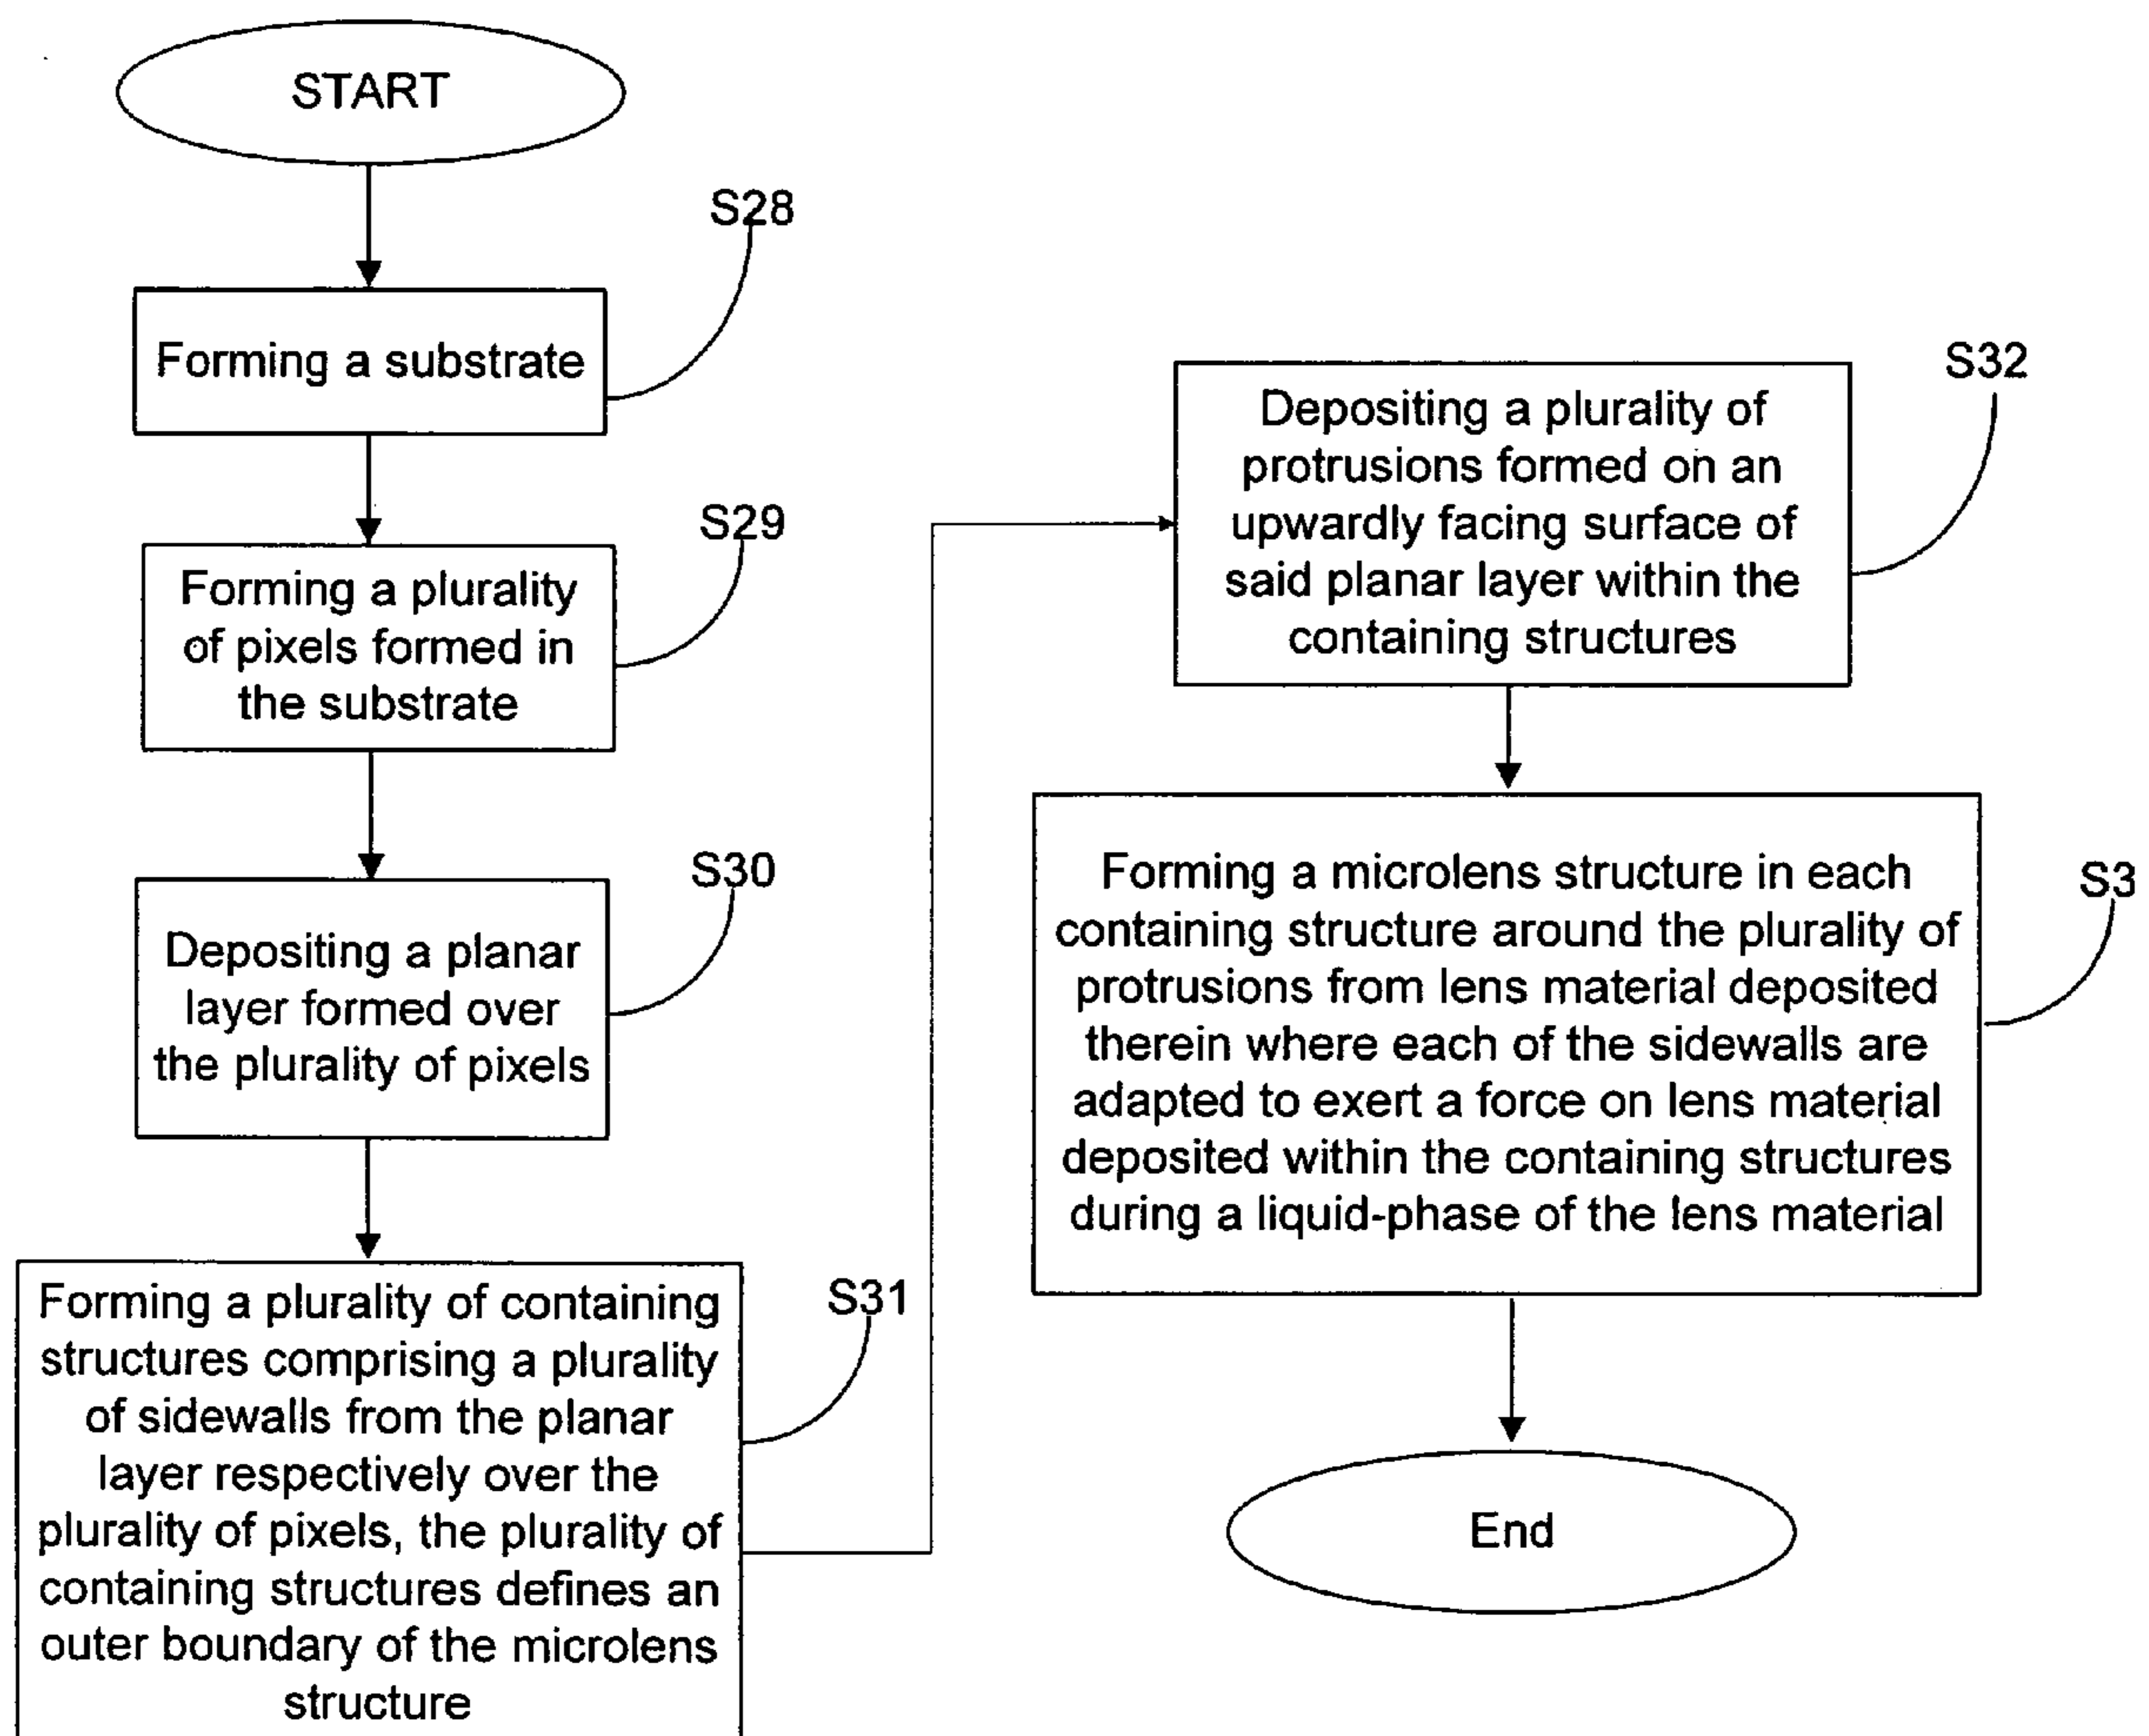 START
S28
Forming a substrate
S29
Forming a plurality
of pixels formed in
the substrate
S30
Depositing a planar
layer formed over
the plurality of pixels
S31
Forming a plurality of containing
structures comprising a plurality
of sidewalls from the planar
layer respectively over the
plurality of pixels, the plurality of
containing structures defines an
outer boundary of the microlens
structure
S32
Depositing a plurality of
protrusions formed on an
upwardly facing surface of
said planar layer within the
containing structures
S3
Forming a microlens structure in each
containing structure around the plurality of
protrusions from lens material deposited
therein where each of the sidewalls are
adapted to exert a force on lens material
deposited within the containing structures
during a liquid-phase of the lens material
End